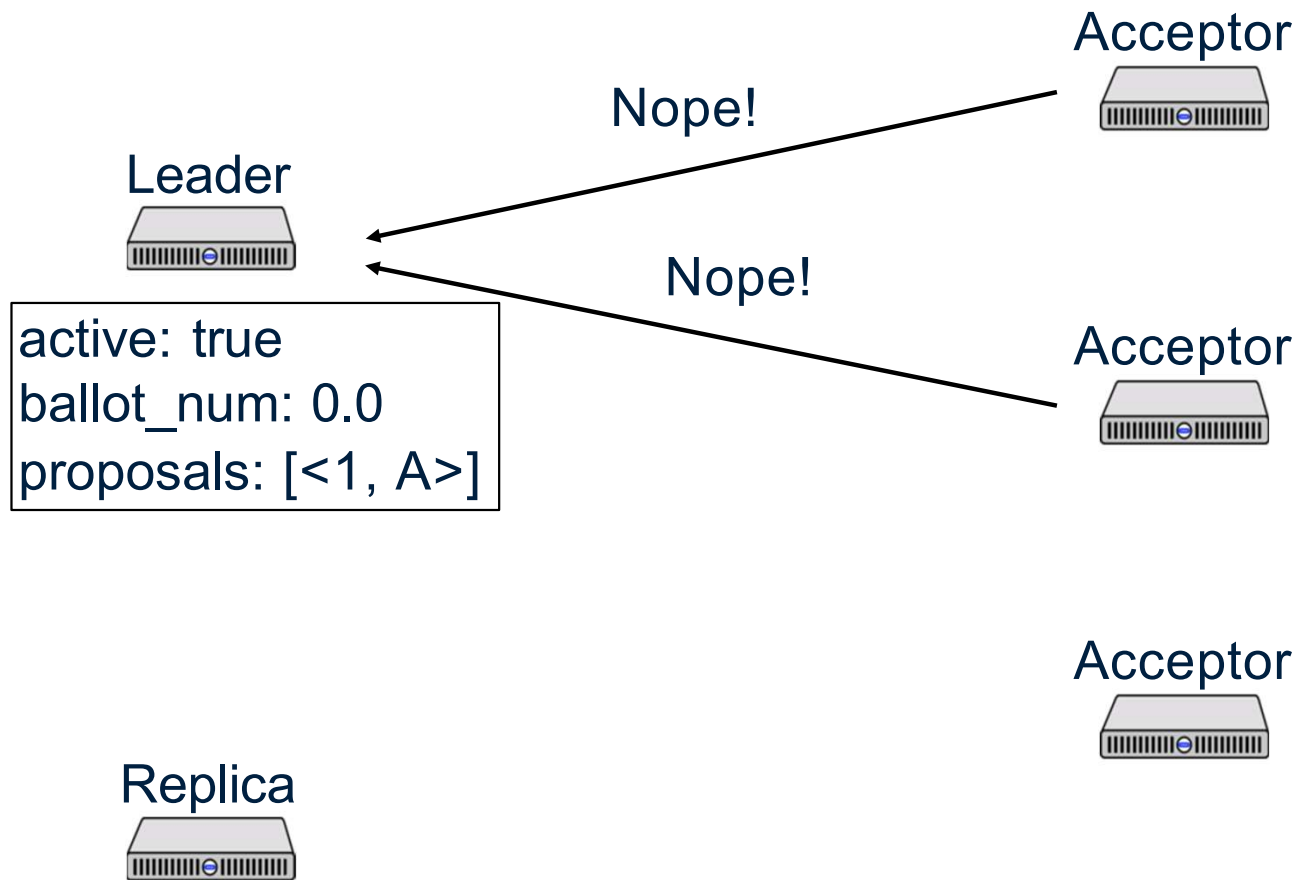 Acceptor
Nope!
Leader
Nope!
active: true
ballot_num: 0.0
proposals: [<1, A>]
Acceptor
Acceptor
Replica